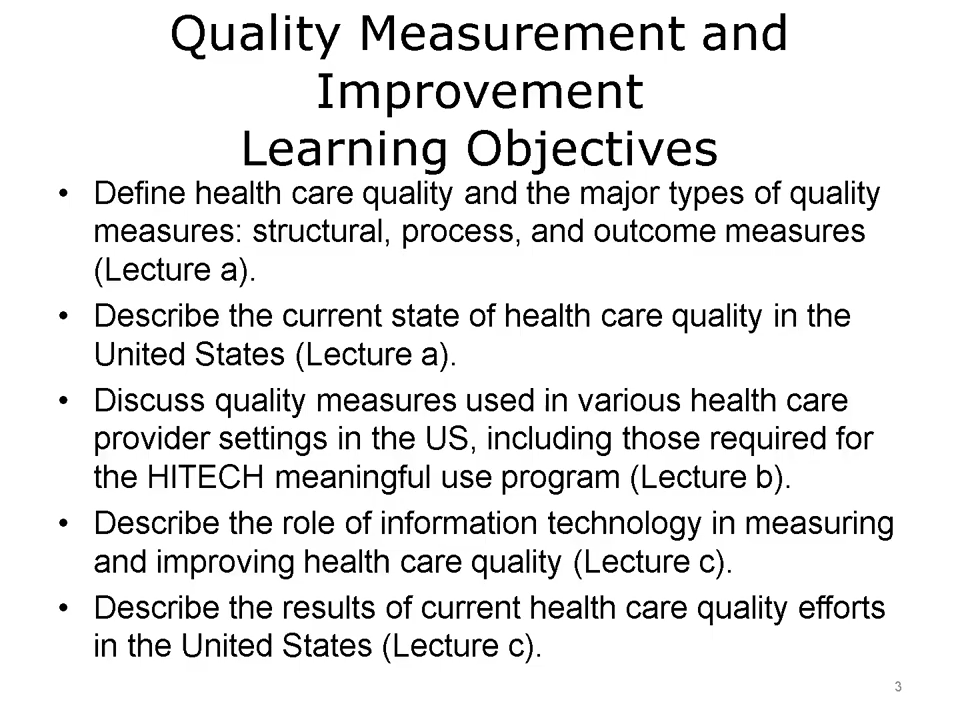 Quality Measurement and
Improvement
Learning Objectives
• Define health care quality and the major types of quality
measures: structural, process, and outcome measures
(Lecture a).
• Describe the current state of health care quality in the
United States (Lecture a).
• Discuss quality measures used in various health care
provider settings in the US, including those required for
the HITECH meaningful use program (Lecture b).
• Describe the role of information technology in measuring
and improving health care quality (Lecture c).
• Describe the results of current health care quality efforts
in the United States (Lecture c).
3